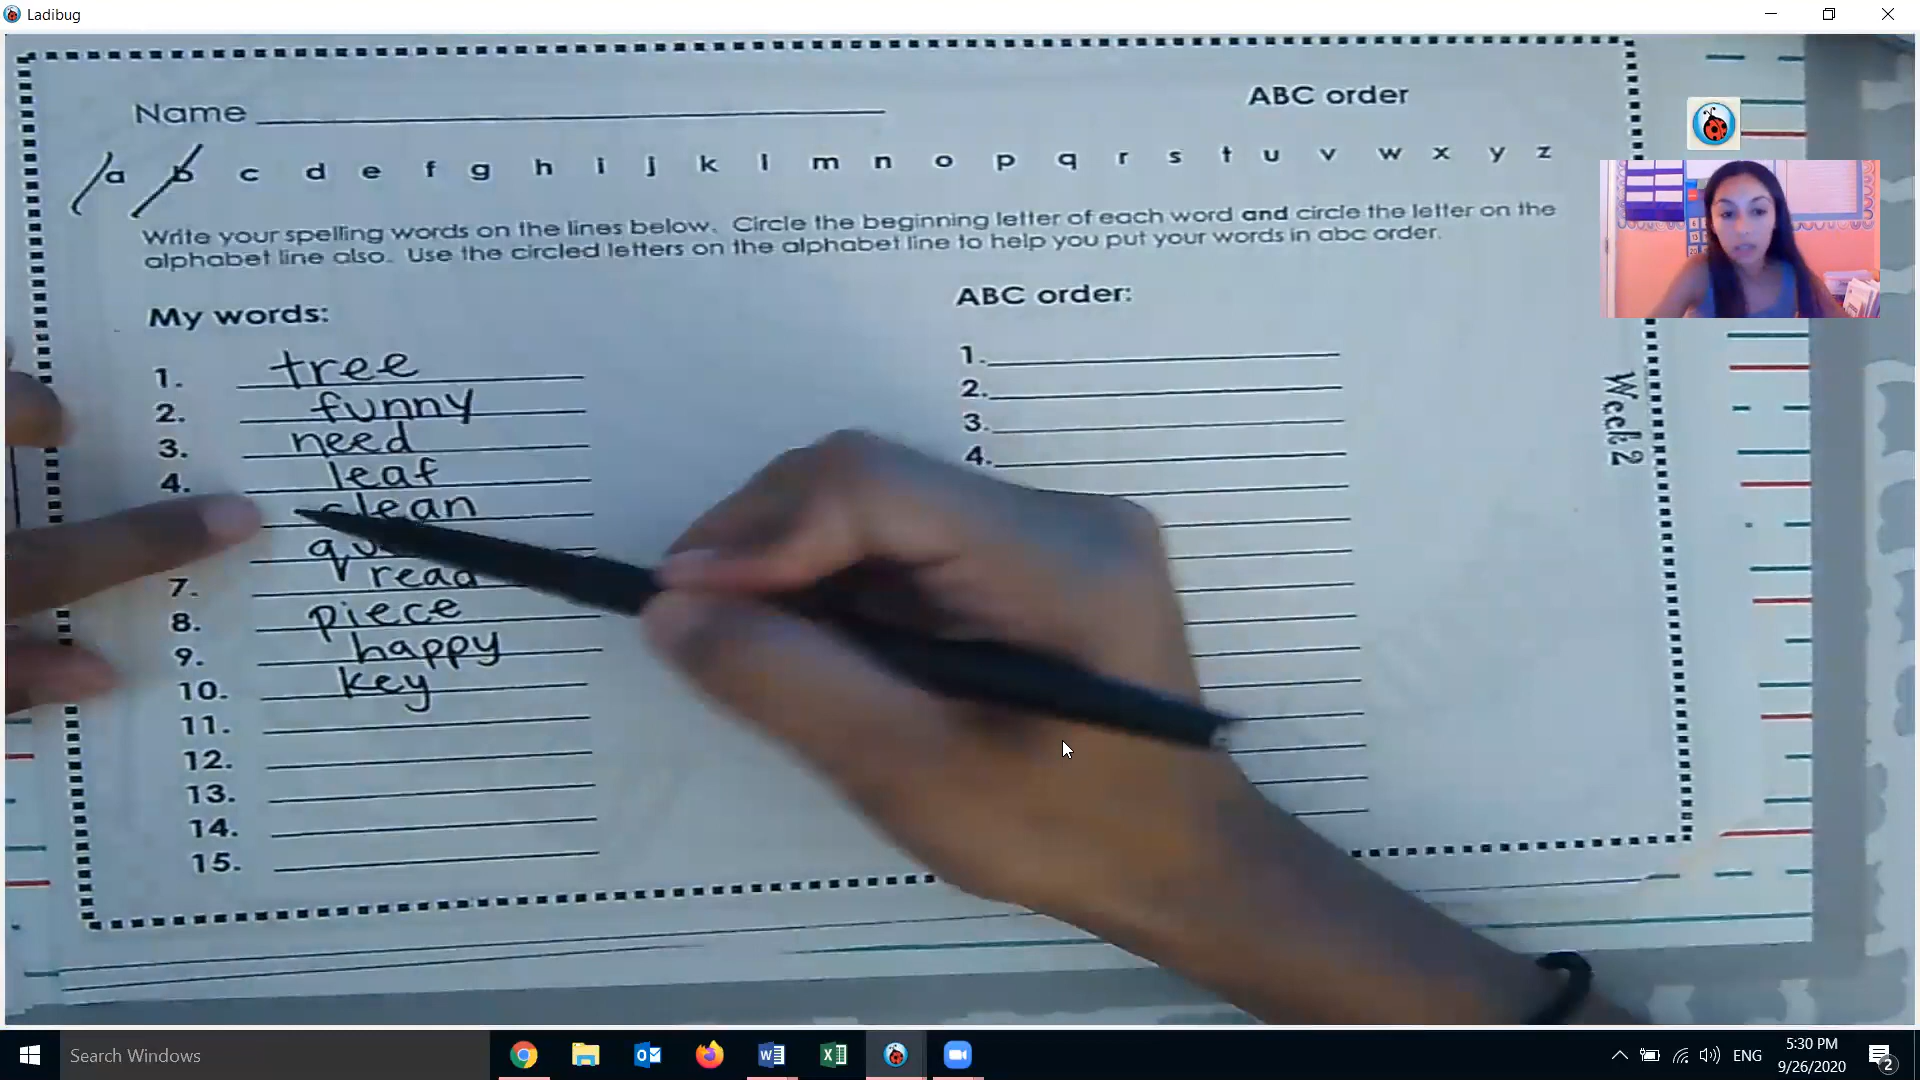 Ladibug
Name
ABC order
a b c d e f g h i j k l m n o p q r s t u v w x y z
Write your spelling words on the lines below. Circle the beginning letter of each word and circle the letter on the
alphabet line also. Use the circled letters on the alphabet line to help you put your words in abc order.
My words:
1. tree
2. funny
3. need
4. leaf
clean
7. read
8. piece
9. happy
10. key
11.
12.
13.
14.
15.
ABC order:
1.
2.
3.
4.
Week 2
Search Windows
ENG
5:30 PM
9/26/2020
2